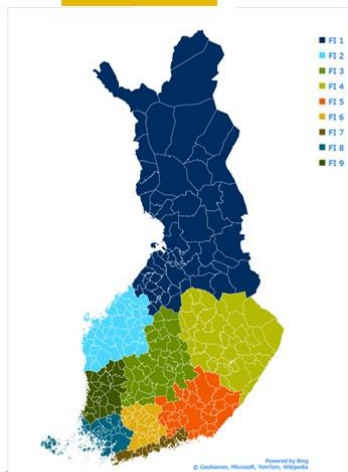 FI 1
FI 2
FI 3
FI 4
FI 5
FI 6
FI 7
FI 8
FI 9
Powered by Bing
© GeoNames, Microsoft, TomTom, Wikipedia